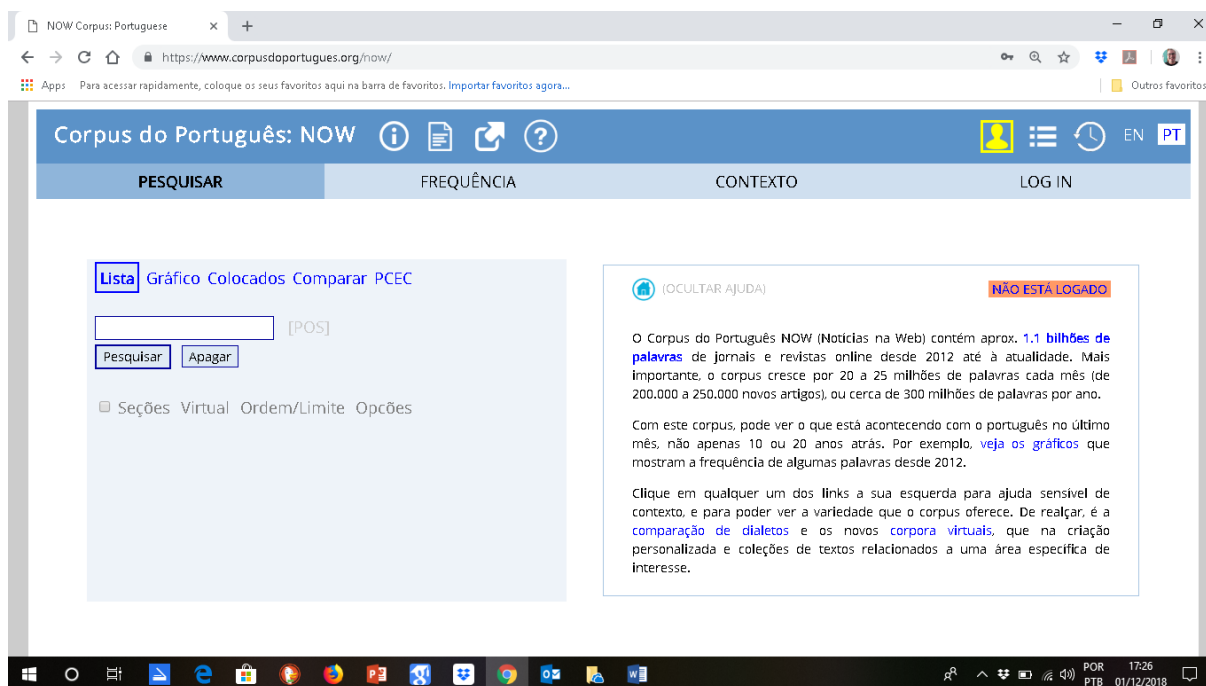 NOW Corpus: Portuguese
https://www.corpusdoportugues.org/now/
Apps Para acessar rapidamente, coloque os seus favoritos aqui na barra de favoritos. Importar favoritos agora... Outros favoritos
Corpus do Português: NOW EN PT
PESQUISAR FREQUÊNCIA CONTEXTO LOG IN
Lista Gráfico Colocados Comparar PCEC
[POS]
Pesquisar Apagar
Seções Virtual Ordem/Limite Opcões
(OCULTAR AJUDA) NÃO ESTÁ LOGADO
O Corpus do Português NOW (Notícias na Web) contém aprox. 1.1 bilhões de
palavras de jornais e revistas online desde 2012 até à atualidade. Mais
importante, o corpus cresce por 20 a 25 milhões de palavras cada mês (de
200.000 a 250.000 novos artigos), ou cerca de 300 milhões de palavras por ano.
Com este corpus, pode ver o que está acontecendo com o português no último
mês, não apenas 10 ou 20 anos atrás. Por exemplo, veja os gráficos que
mostram a frequência de algumas palavras desde 2012.
Clique em qualquer um dos links a sua esquerda para ajuda sensível de
contexto, e para poder ver a variedade que o corpus oferece. De realçar, é a
comparação de dialetos e os novos corpora virtuais, que na criação
personalizada e coleções de textos relacionados a uma área específica de
interesse.
POR 17:26
PTB 01/12/2018